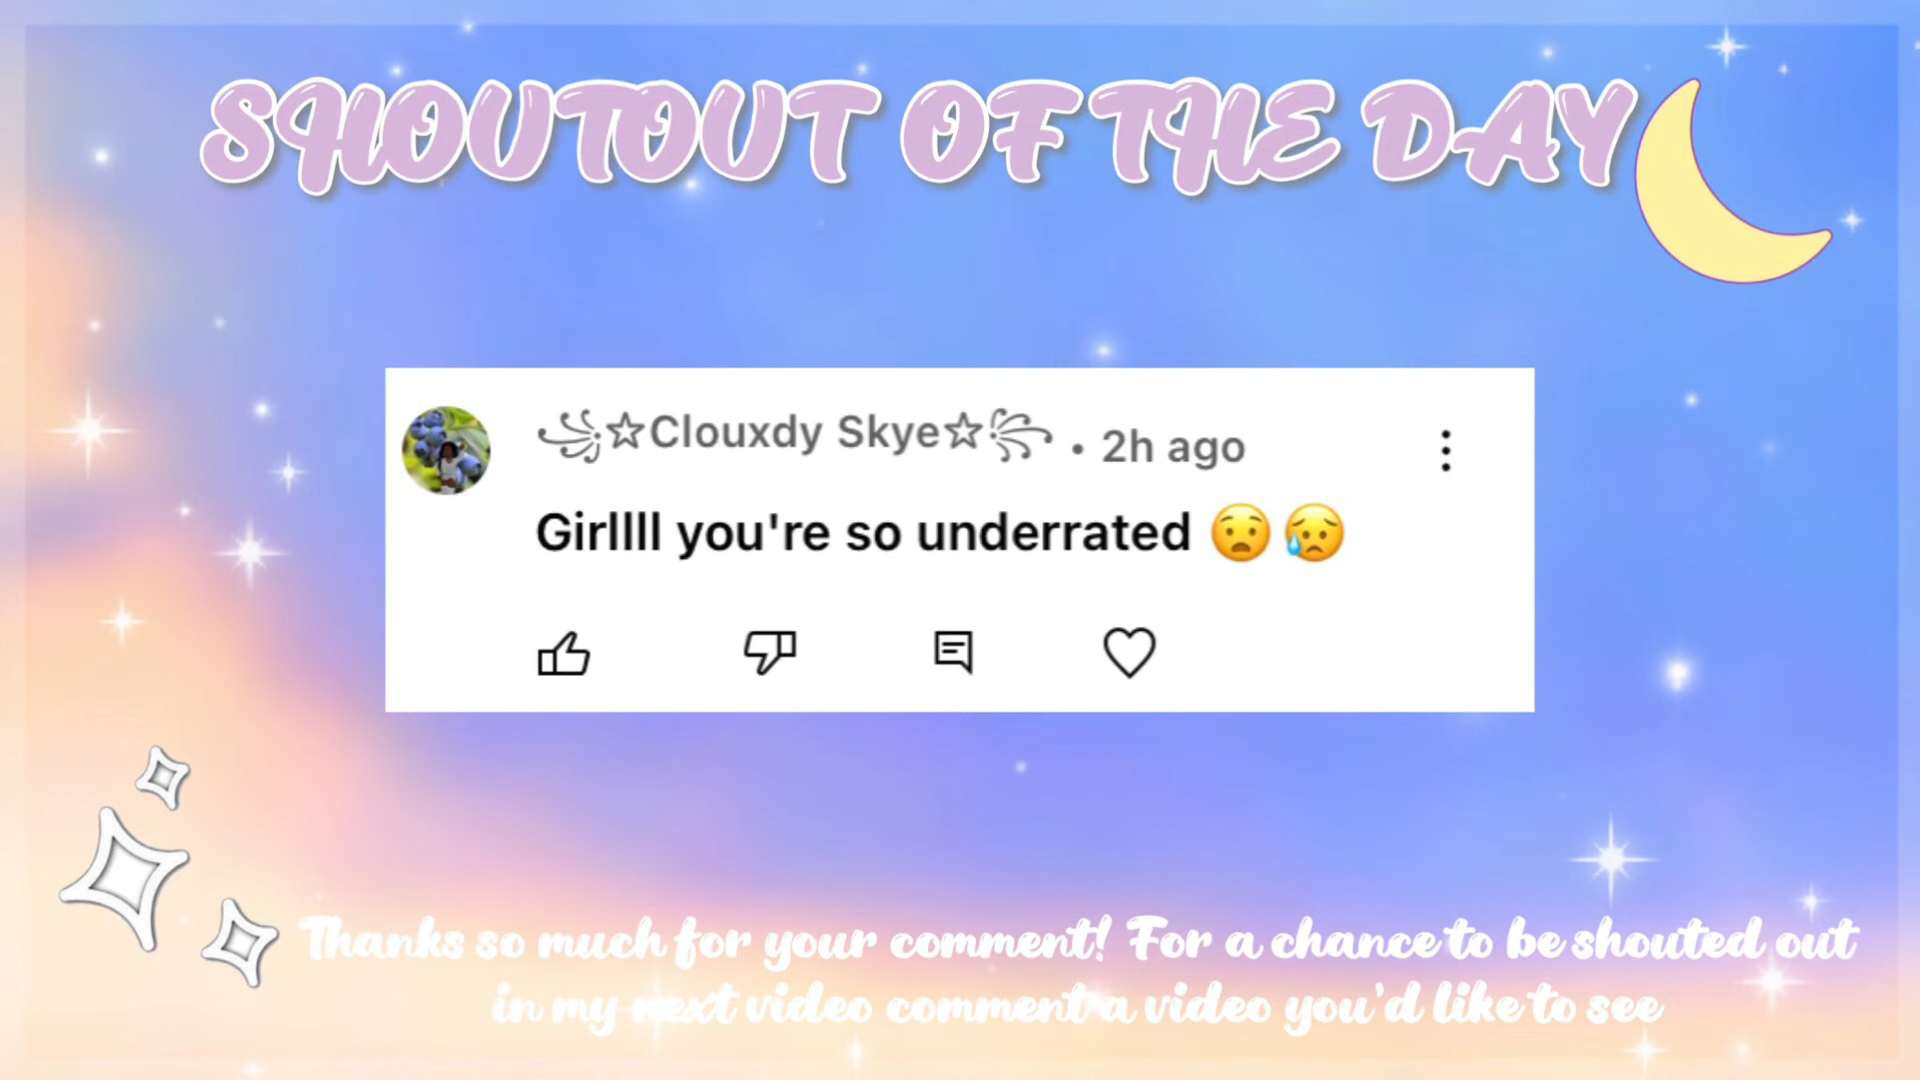 SHOUTOUT OF THE DAY
꧁☆Clouxdy Skye☆꧂ • 2h ago
Girllll you're so underrated 😧😥
Thanks so much for your comment! For a chance to be shouted out
in my next video comment a video you'd like to see